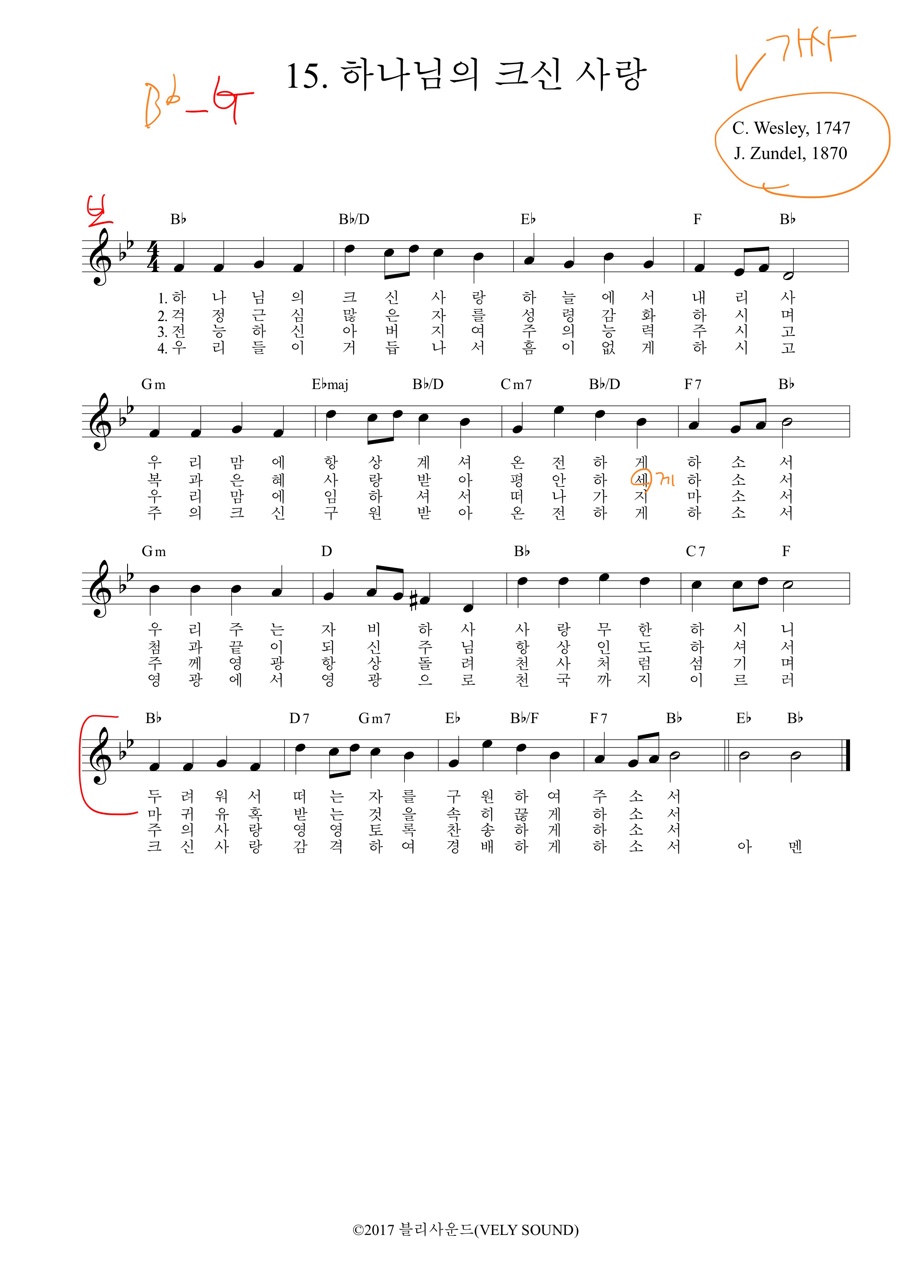 가사
15. 하나님의 크신 사랑
B♭-G
C. Wesley, 1747
J. Zundel, 1870
보
B♭ B♭/D E♭ F B♭
1. 하 나 님 의 크 신 사 랑 하 늘 에 서 내 리 사
2. 걱 정 근 심 많 은 자 를 성 령 감 화 하 시 며
3. 전 능 하 신 아 버 지 여 주 의 능 력 주 시 고
4. 우 리 들 이 거 듭 나 서 흠 이 없 게 하 시 고
Gm E♭maj B♭/D Cm7 B♭/D F7 B♭
우 리 맘 에 항 상 계 셔 온 전 하 게 하 소 서
복 과 은 혜 사 랑 받 아 평 안 하 세 게 하 소 서
우 리 맘 에 임 하 셔 서 떠 나 가 지 마 소 서
주 의 크 신 구 원 받 아 온 전 하 게 하 소 서
Gm D B♭ C7 F
우 리 주 는 자 비 하 사 사 랑 무 한 하 시 니
첨 과 끝 이 되 신 주 님 항 상 인 도 하 셔 서
주 께 영 광 항 상 돌 려 천 사 처 럼 섬 기 며
영 광 에 서 영 광 으 로 천 국 까 지 이 르 러
B♭ D7 Gm7 E♭ B♭/F F7 B♭ E♭ B♭
두 려 워 서 떠 는 자 를 구 원 하 여 주 소 서
마 귀 유 혹 받 는 것 을 속 히 끊 게 하 소 서
주 의 사 랑 영 영 토 록 찬 송 하 게 하 소 서
크 신 사 랑 감 격 하 여 경 배 하 게 하 소 서 아 멘
©2017 블리사운드(VELY SOUND)